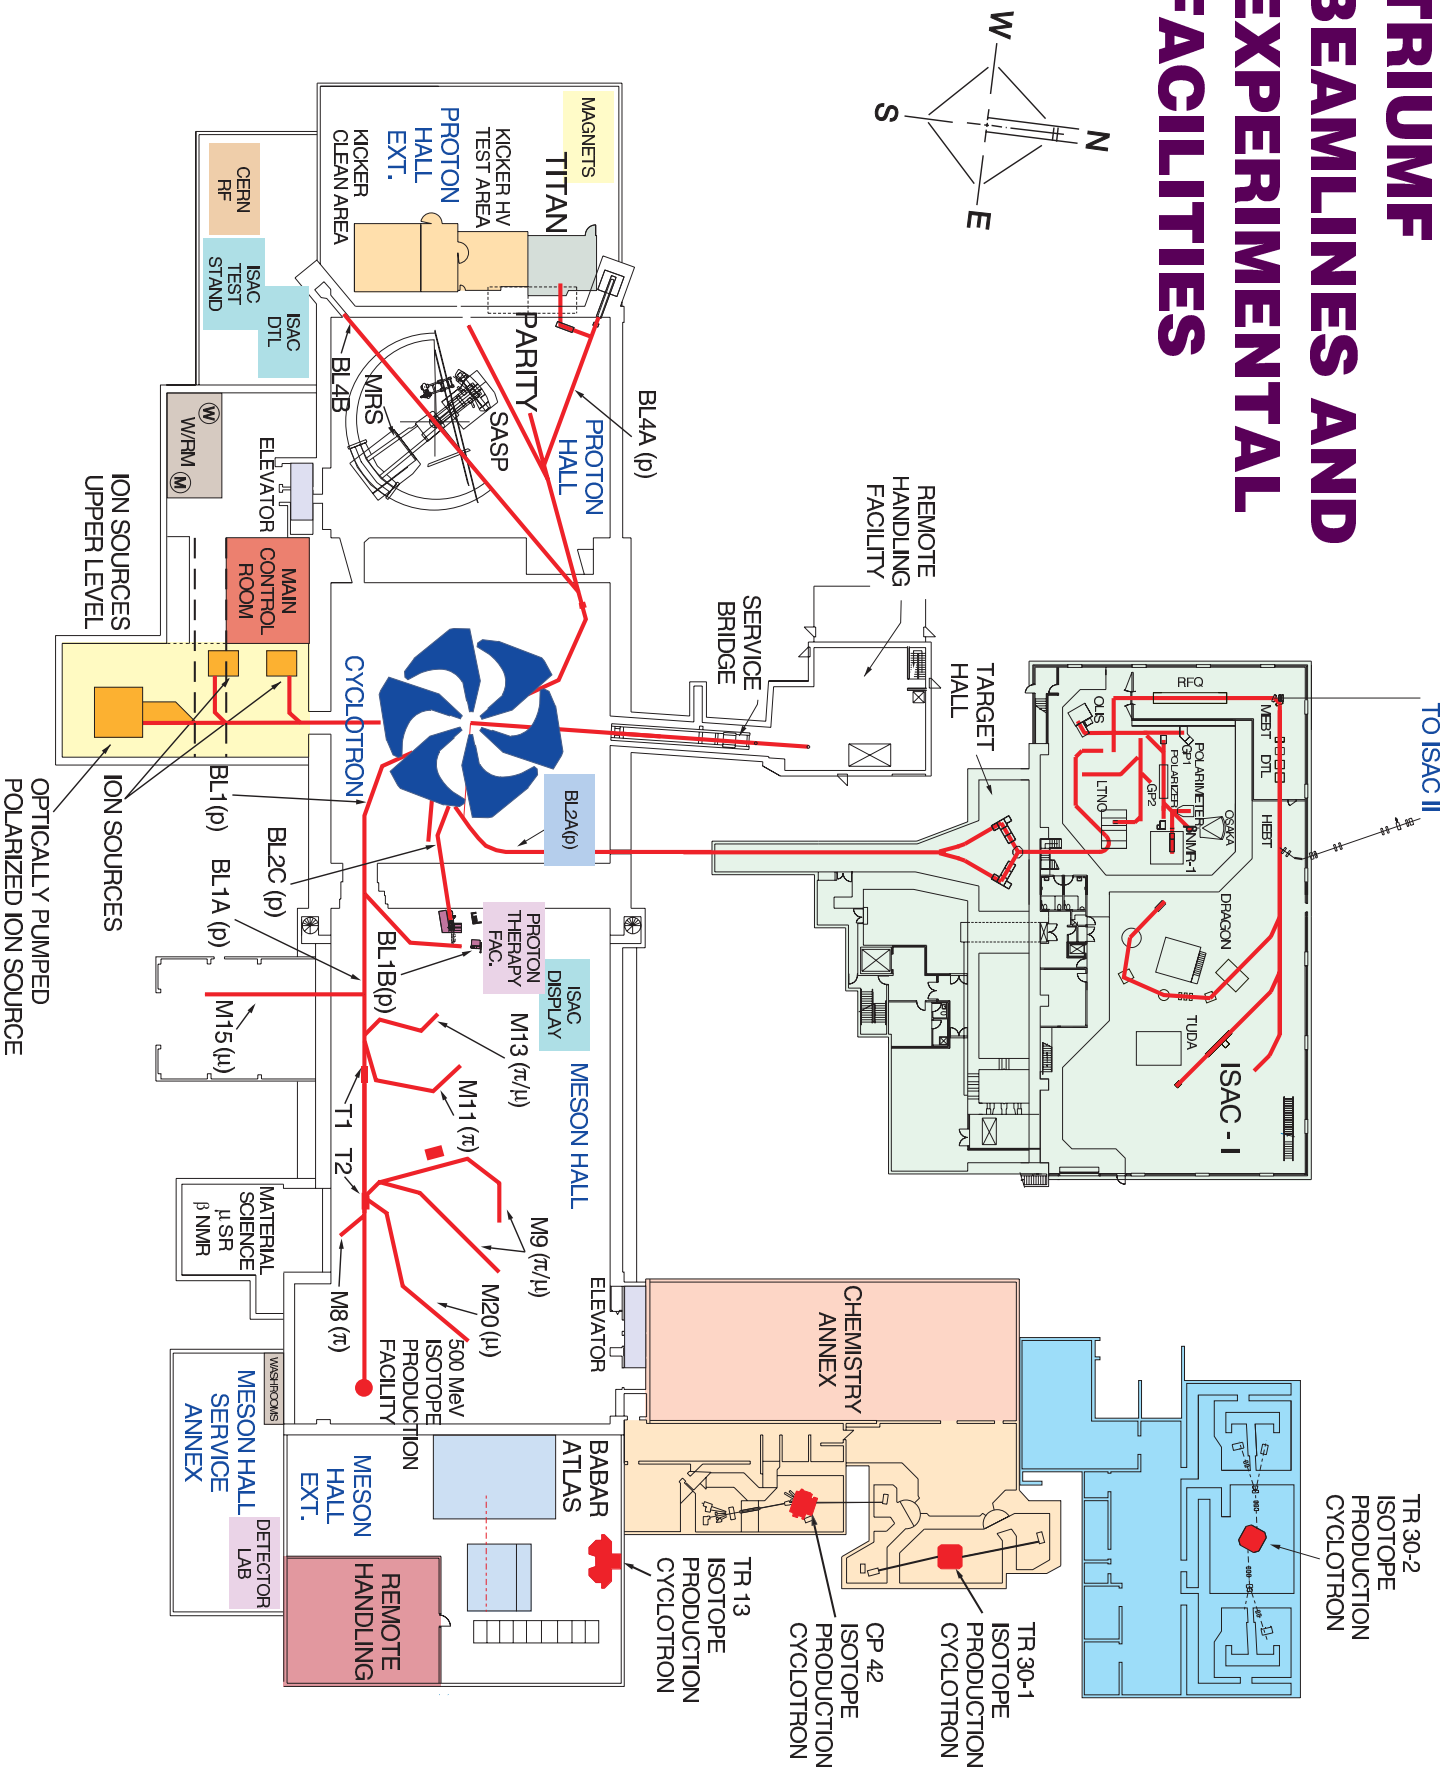 TRIUMF
BEAMLINES AND
EXPERIMENTAL
FACILITIES
W
N
S
E
MAGNETS
TITAN
KICKER HV
TEST AREA
PROTON
HALL
EXT.
KICKER
CLEAN AREA
CERN
RF
ISAC
TEST
STAND
ISAC
DTL
BL4B
MRS
SASP
PARITY
BL4A (p)
PROTON
HALL
W
W/RM
M
ELEVATOR
ION SOURCES
UPPER LEVEL
MAIN
CONTROL
ROOM
REMOTE
HANDLING
FACILITY
SERVICE
BRIDGE
TARGET
HALL
CYCLOTRON
OPTICALLY PUMPED
POLARIZED ION SOURCE
ION SOURCES
BL1(p)
BL2C (p)
BL1A (p)
BL2A(p)
BL1B(p)
PROTON
THERAPY
FAC.
ISAC
DISPLAY
M15 (μ)
M13 (π/μ)
M11 (π)
MESON HALL
T1
T2
M9 (π/μ)
M20 (μ)
M8 (π)
MATERIAL
SCIENCE
μ SR
β NMR
500 MeV
ISOTOPE
PRODUCTION
FACILITY
ELEVATOR
WASHROOMS
MESON HALL
SERVICE
ANNEX
DETECTOR
LAB
MESON
HALL
EXT.
REMOTE
HANDLING
BABAR
ATLAS
CHEMISTRY
ANNEX
TR 13
ISOTOPE
PRODUCTION
CYCLOTRON
CP 42
ISOTOPE
PRODUCTION
CYCLOTRON
TR 30-1
ISOTOPE
PRODUCTION
CYCLOTRON
TR 30-2
ISOTOPE
PRODUCTION
CYCLOTRON
TO ISAC II
RFQ
MEBT
DTL
HEBT
OLIS
GP1
POLARIMETER
POLARIZER
GP2
LTNO
OSAKA
βNMR-1
DRAGON
TUDA
ISAC - I